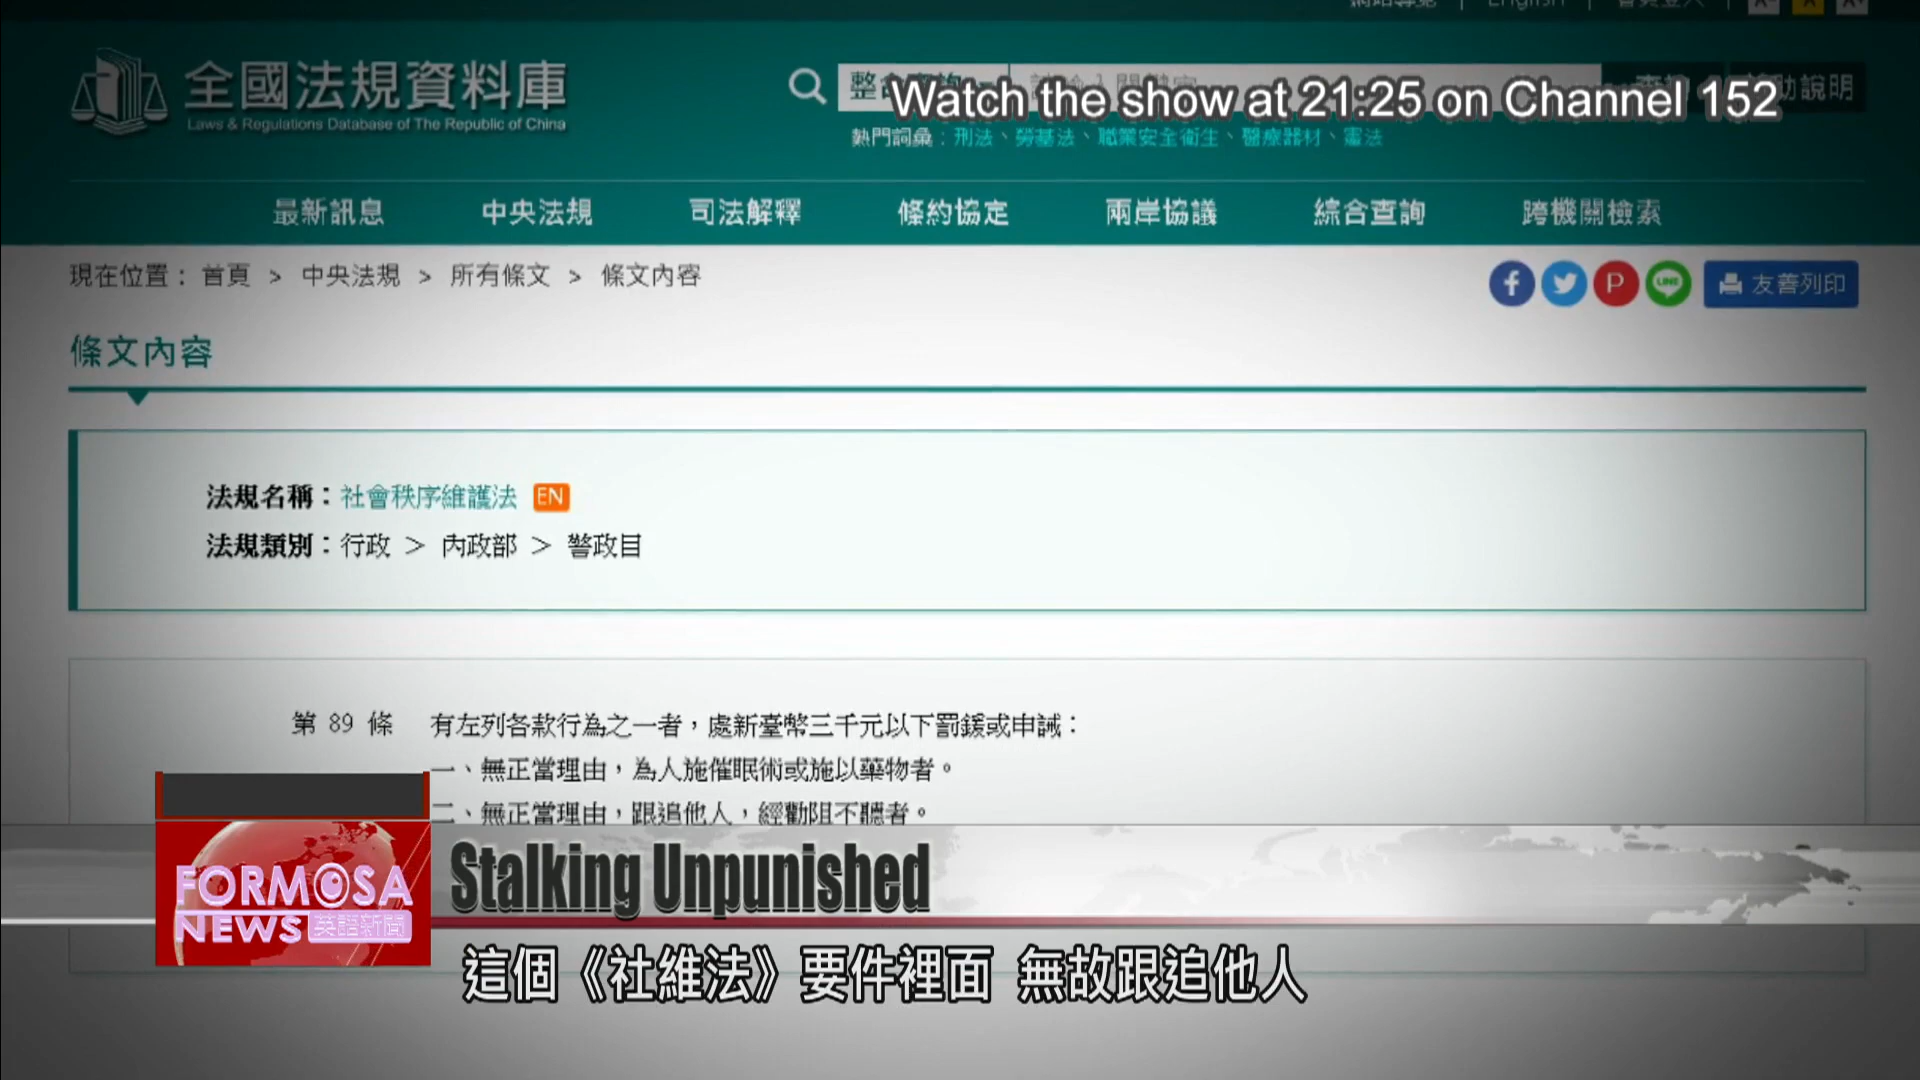 English
全國法規資料庫
Laws & Regulations Database of The Republic of China
Watch the show at 21:25 on Channel 152
熱門詞彙：刑法、勞基法、職業安全衛生、醫療器材、憲法
最新訊息 中央法規 司法解釋 條約協定 兩岸協議 綜合查詢 跨機關檢索
現在位置： 首頁 > 中央法規 > 所有條文 > 條文內容
友善列印
條文內容
法規名稱：社會秩序維護法 EN
法規類別：行政 > 內政部 > 警政目
第 89 條 有左列各款行為之一者，處新臺幣三千元以下罰鍰或申誡：
一、無正當理由，為人施催眠術或施以藥物者。
二、無正當理由，跟追他人，經勸阻不聽者。
Stalking Unpunished
FORMOSA
NEWS 英語新聞
這個《社維法》要件裡面 無故跟追他人